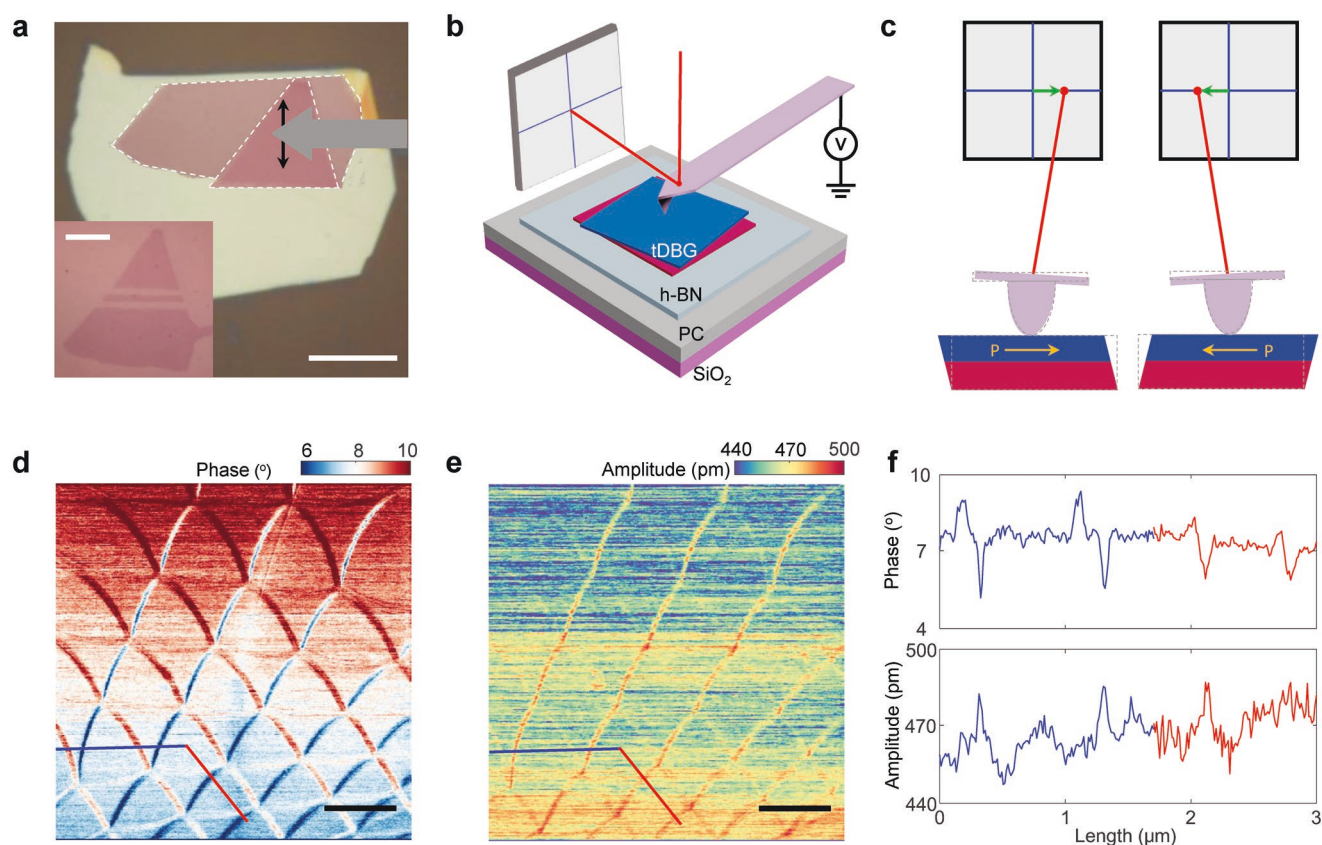 a
b
c
V
tDBG
h-BN
PC
SiO₂
P
P
d
Phase (º)
6
8
10
e
Amplitude (pm)
440
470
500
f
10
7
4
Phase (º)
500
470
440
Amplitude (pm)
0
1
2
3
Length (µm)